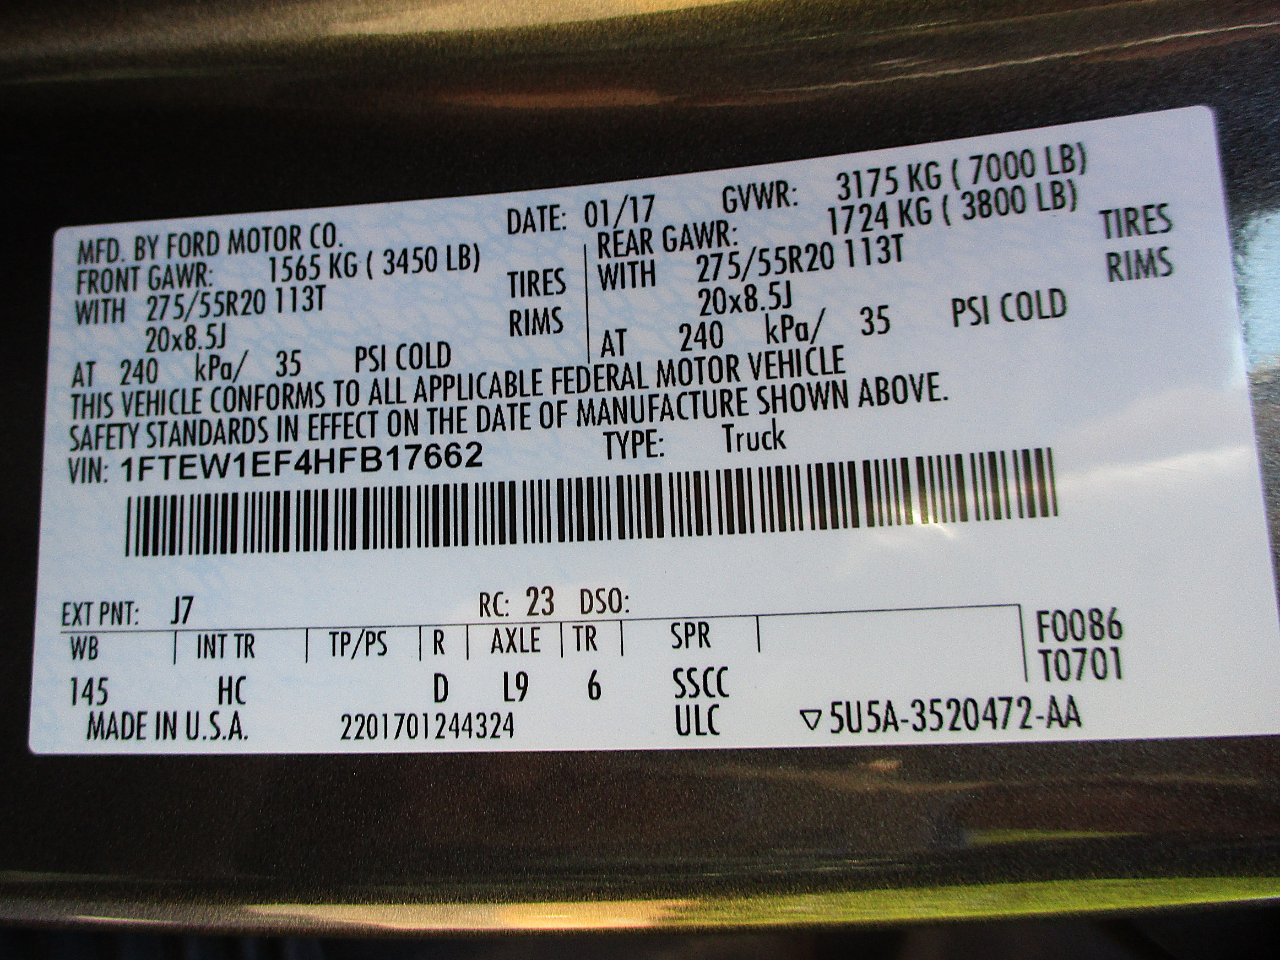 MFD. BY FORD MOTOR CO. DATE: 01/17 GVWR: 3175 KG ( 7000 LB)
FRONT GAWR: 1565 KG ( 3450 LB) REAR GAWR: 1724 KG ( 3800 LB)
WITH 275/55R20 113T TIRES WITH 275/55R20 113T TIRES
20x8.5J RIMS 20x8.5J RIMS
AT 240 kPa/ 35 PSI COLD AT 240 kPa/ 35 PSI COLD
THIS VEHICLE CONFORMS TO ALL APPLICABLE FEDERAL MOTOR VEHICLE
SAFETY STANDARDS IN EFFECT ON THE DATE OF MANUFACTURE SHOWN ABOVE.
VIN: 1FTEW1EF4HFB17662 TYPE: Truck
EXT PNT: J7 RC: 23 DSO:
WB INT TR TP/PS R AXLE TR SPR F0086
T0701
145 HC D L9 6 SSCC
MADE IN U.S.A. 2201701244324 ULC ▽5U5A-3520472-AA